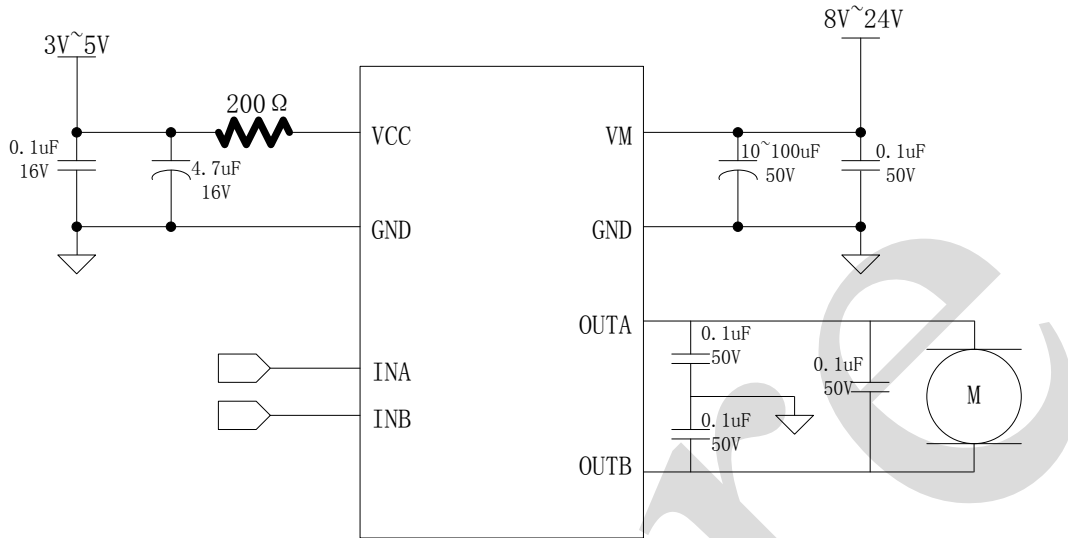 3V~5V
8V~24V
200Ω
VCC
VM
0.1uF
16V
4.7uF
16V
10~100uF
50V
0.1uF
50V
GND
GND
OUTA
0.1uF
50V
0.1uF
50V
INA
M
INB
0.1uF
50V
OUTB